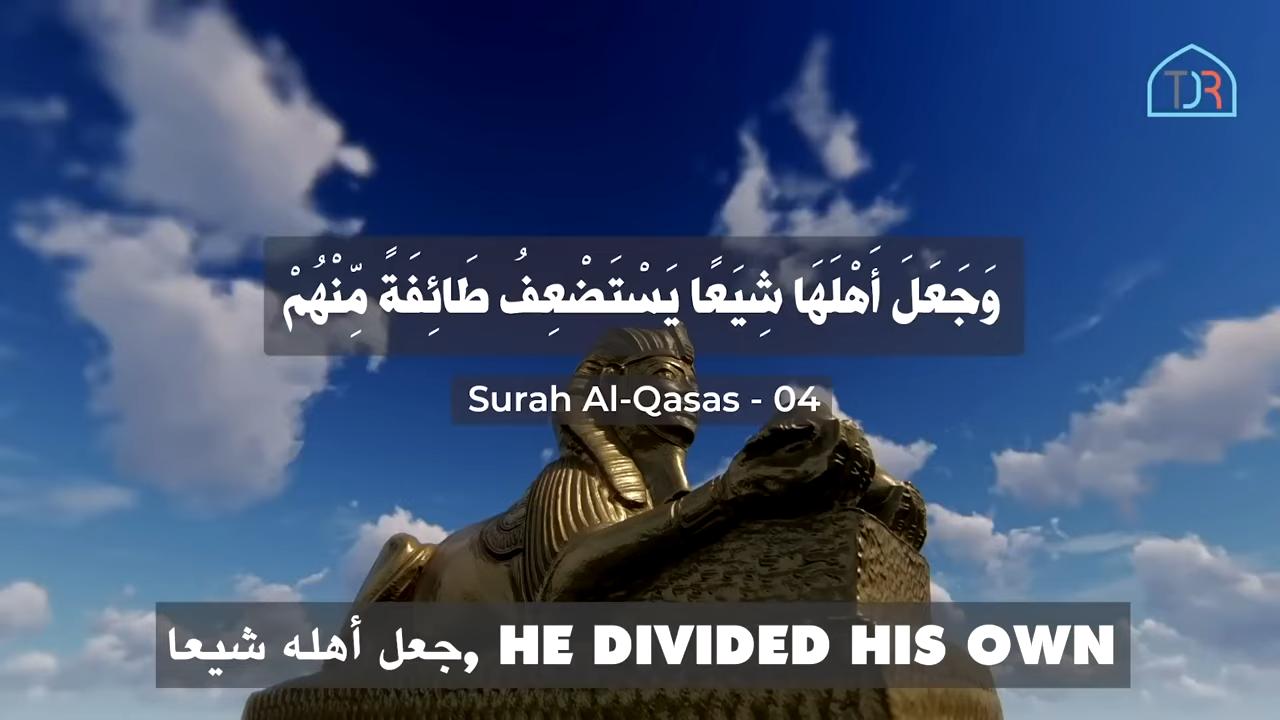 TDR
وَجَعَلَ أَهْلَهَا شِيَعًا يَسْتَضْعِفُ طَائِفَةً مِّنْهُمْ
Surah Al-Qasas - 04
جعل أهله شيعا, HE DIVIDED HIS OWN